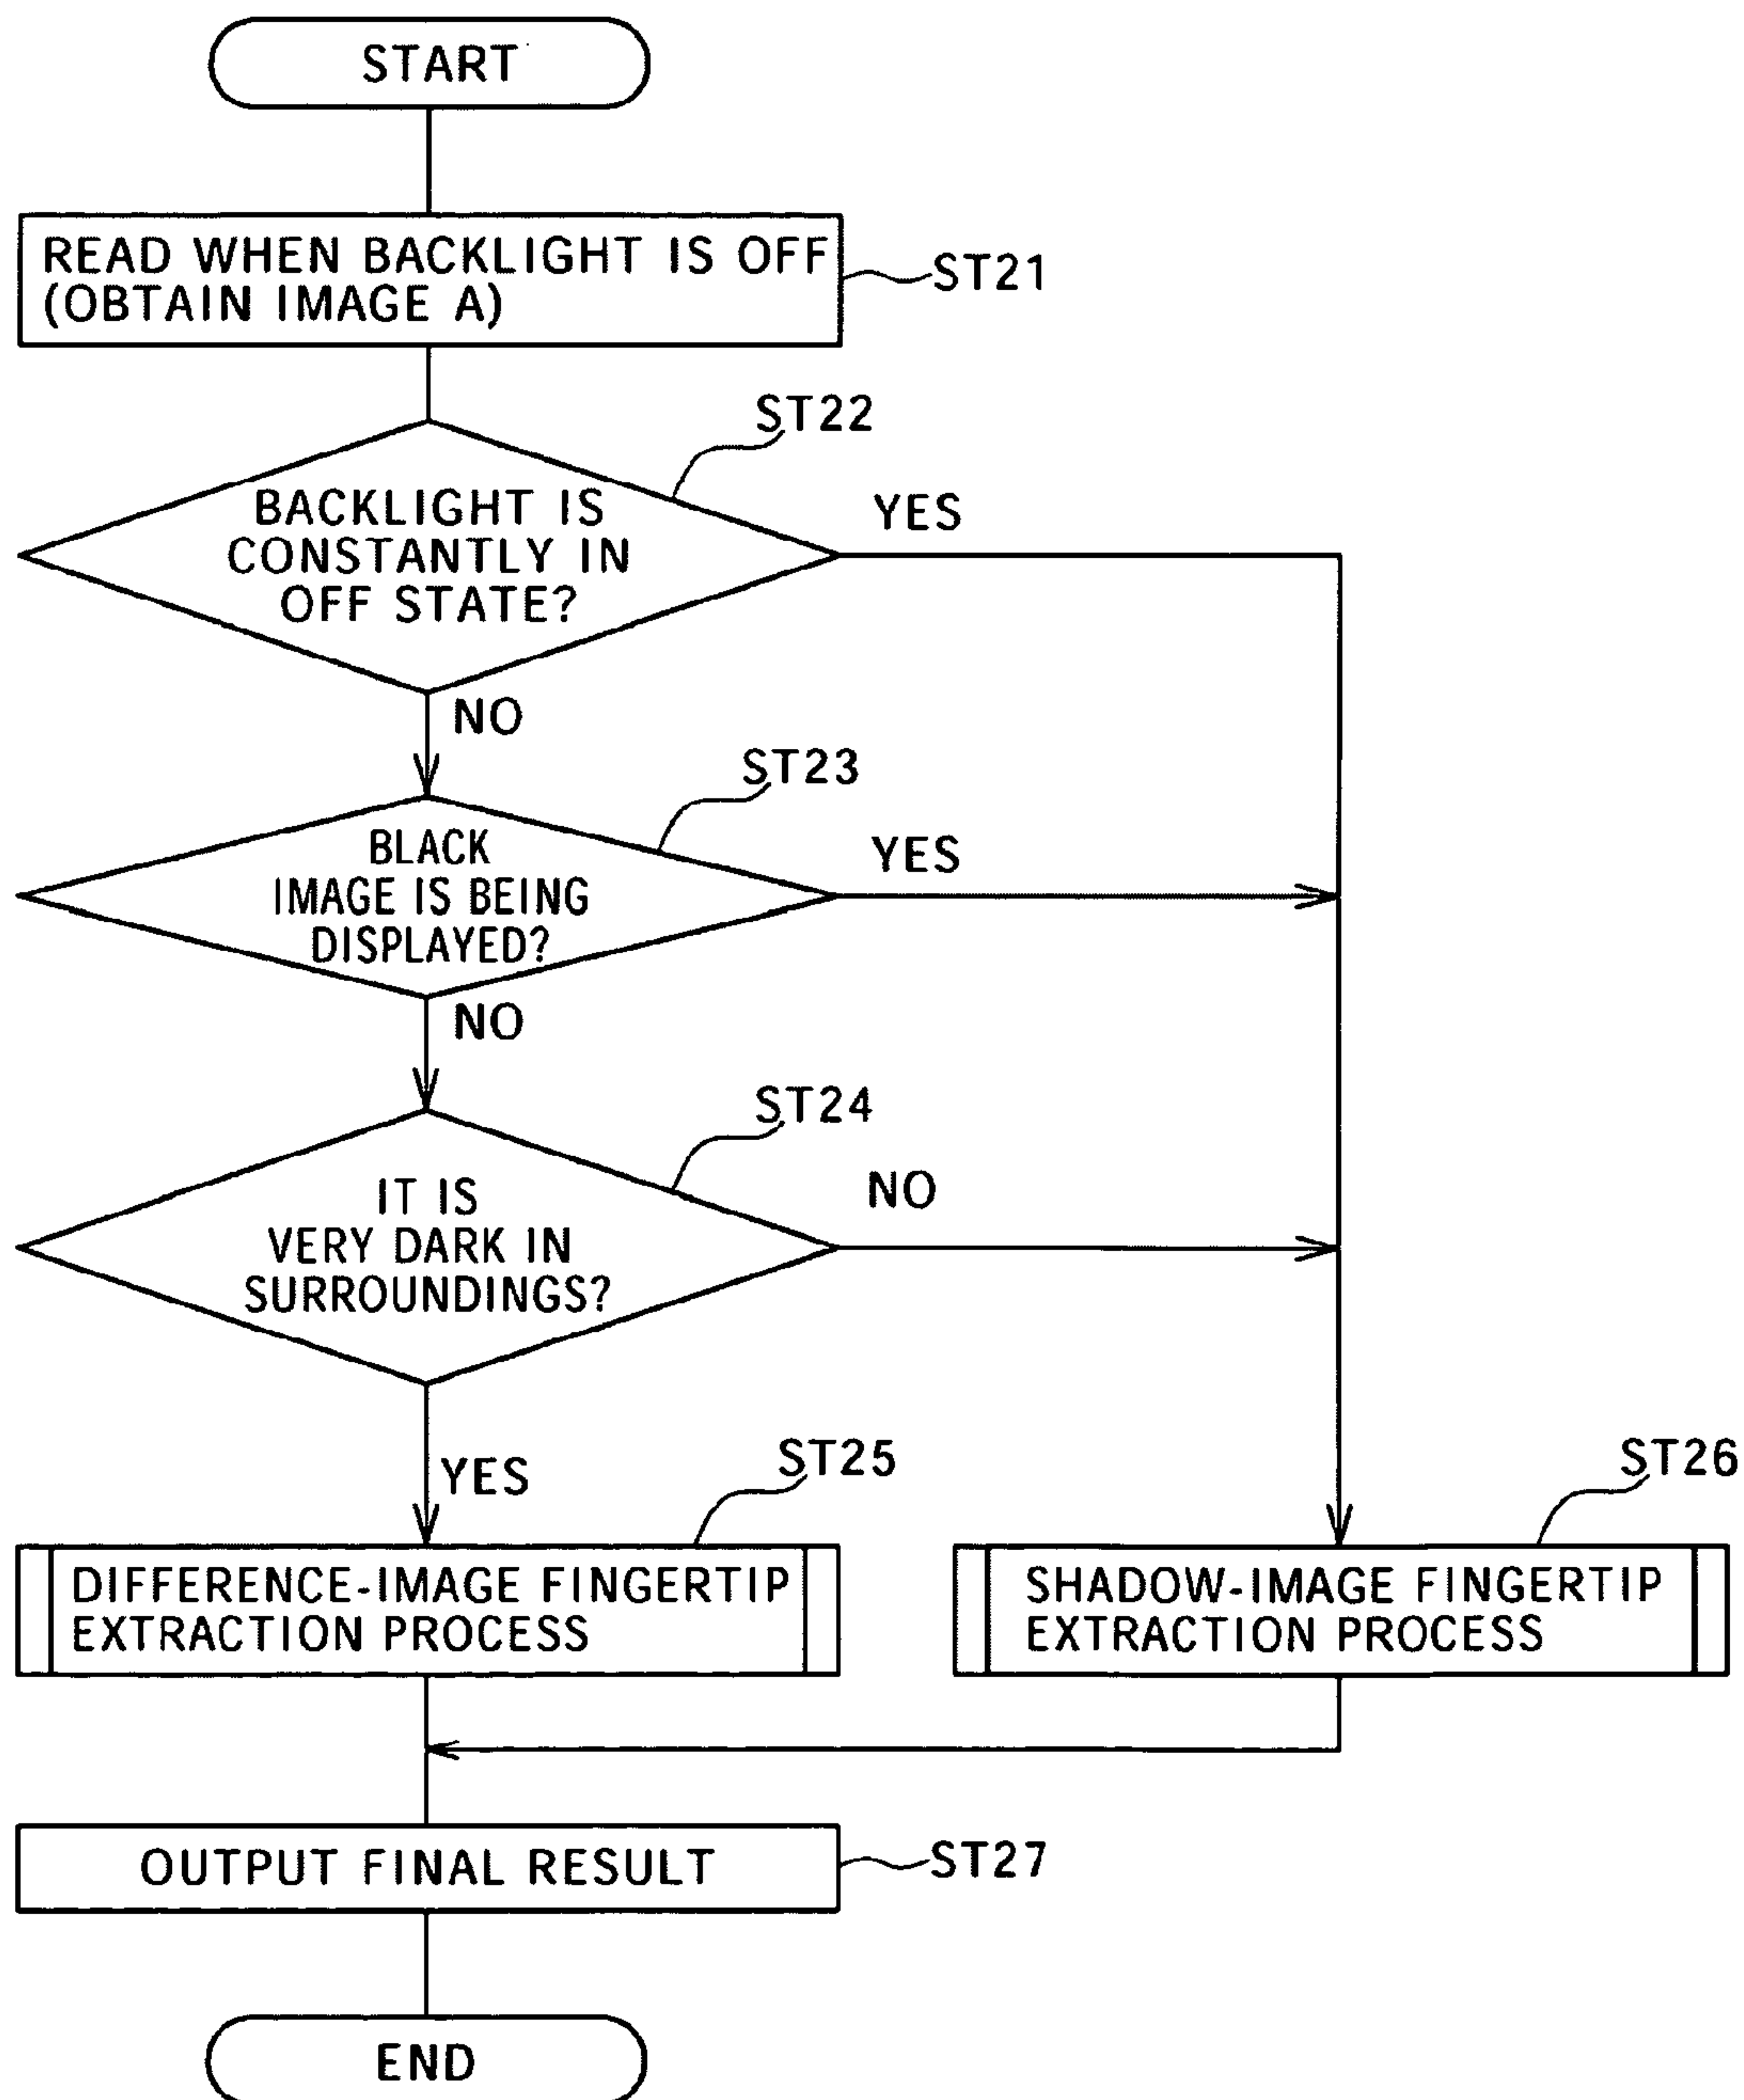 START
READ WHEN BACKLIGHT IS OFF
(OBTAIN IMAGE A)
ST21
ST22
BACKLIGHT IS
CONSTANTLY IN
OFF STATE?
YES
NO
ST23
BLACK
IMAGE IS BEING
DISPLAYED?
YES
NO
ST24
IT IS
VERY DARK IN
SURROUNDINGS?
NO
YES
ST25
DIFFERENCE-IMAGE FINGERTIP
EXTRACTION PROCESS
ST26
SHADOW-IMAGE FINGERTIP
EXTRACTION PROCESS
OUTPUT FINAL RESULT
ST27
END